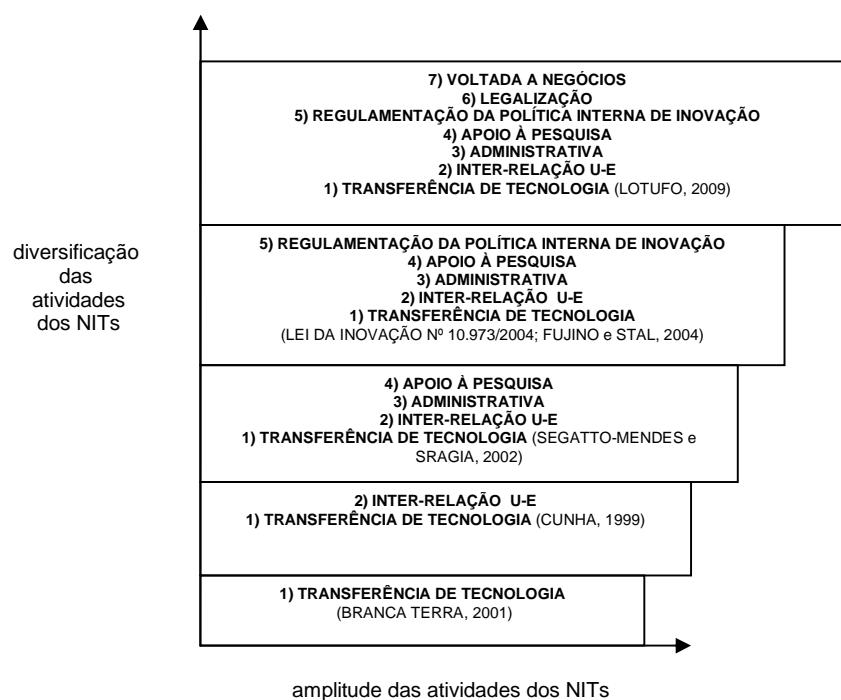 7) VOLTADA A NEGÓCIOS
6) LEGALIZAÇÃO
5) REGULAMENTAÇÃO DA POLÍTICA INTERNA DE INOVAÇÃO
4) APOIO À PESQUISA
3) ADMINISTRATIVA
2) INTER-RELAÇÃO U-E
1) TRANSFERÊNCIA DE TECNOLOGIA (LOTUFO, 2009)
diversificação
das
atividades
dos NITs
5) REGULAMENTAÇÃO DA POLÍTICA INTERNA DE INOVAÇÃO
4) APOIO À PESQUISA
3) ADMINISTRATIVA
2) INTER-RELAÇÃO U-E
1) TRANSFERÊNCIA DE TECNOLOGIA
(LEI DA INOVAÇÃO Nº 10.973/2004; FUJINO e STAL, 2004)
4) APOIO À PESQUISA
3) ADMINISTRATIVA
2) INTER-RELAÇÃO U-E
1) TRANSFERÊNCIA DE TECNOLOGIA (SEGATTO-MENDES e
SRAGIA, 2002)
2) INTER-RELAÇÃO U-E
1) TRANSFERÊNCIA DE TECNOLOGIA (CUNHA, 1999)
1) TRANSFERÊNCIA DE TECNOLOGIA
(BRANCA TERRA, 2001)
amplitude das atividades dos NITs